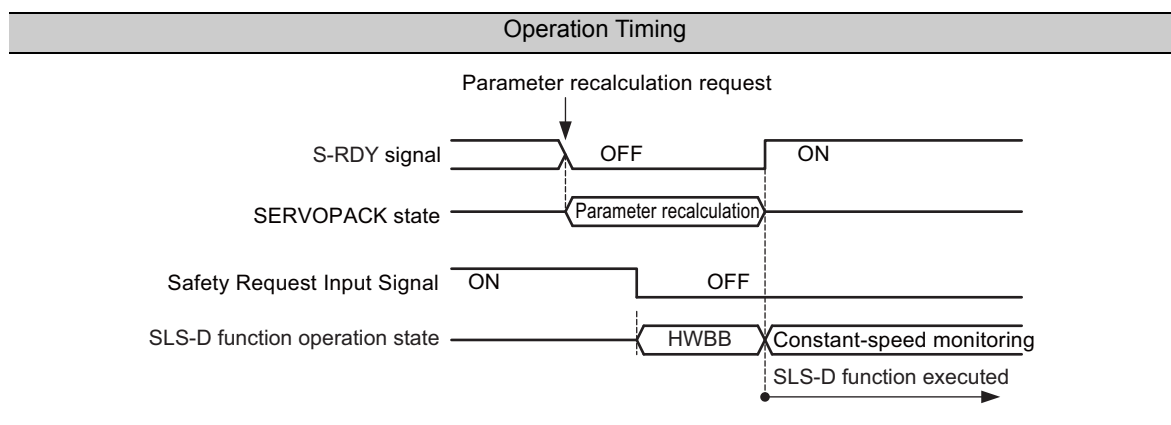 Operation Timing
Parameter recalculation request
S-RDY signal OFF ON
SERVOPACK state Parameter recalculation
Safety Request Input Signal ON OFF
SLS-D function operation state HWBB Constant-speed monitoring
SLS-D function executed